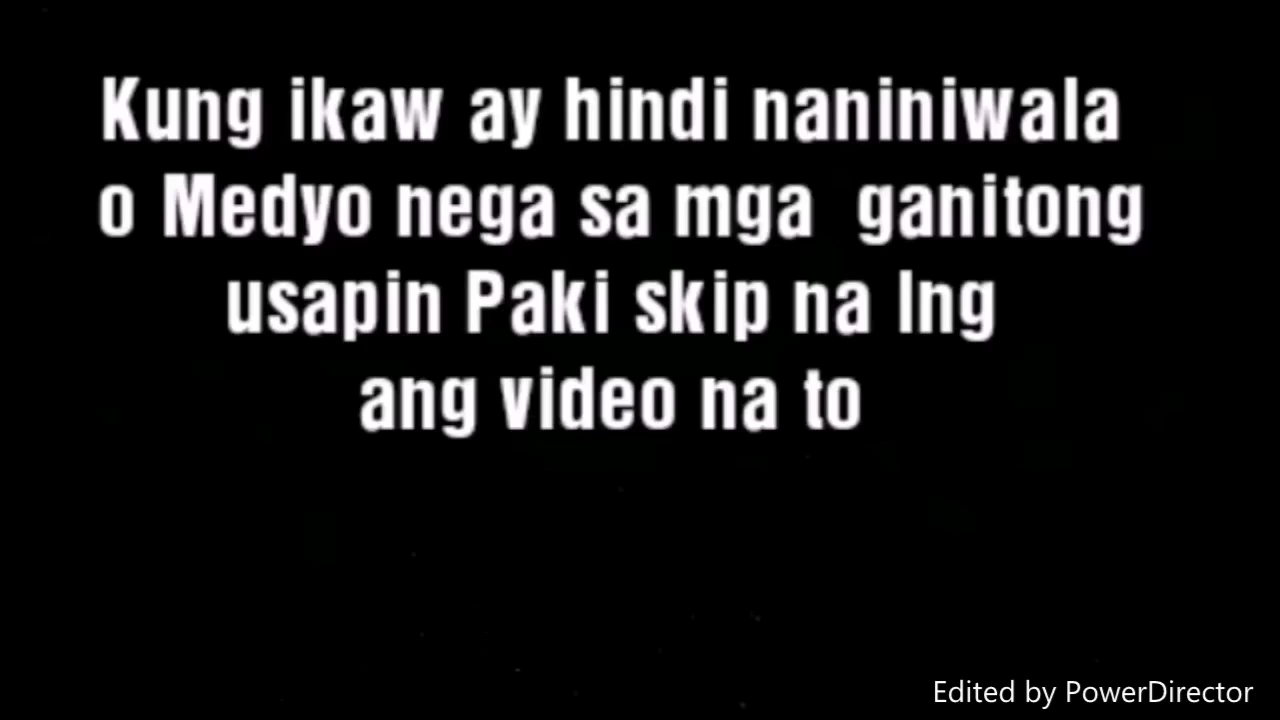 Kung ikaw ay hindi naniniwala
o Medyo nega sa mga ganitong
usapin Paki skip na lng
ang video na to
Edited by PowerDirector